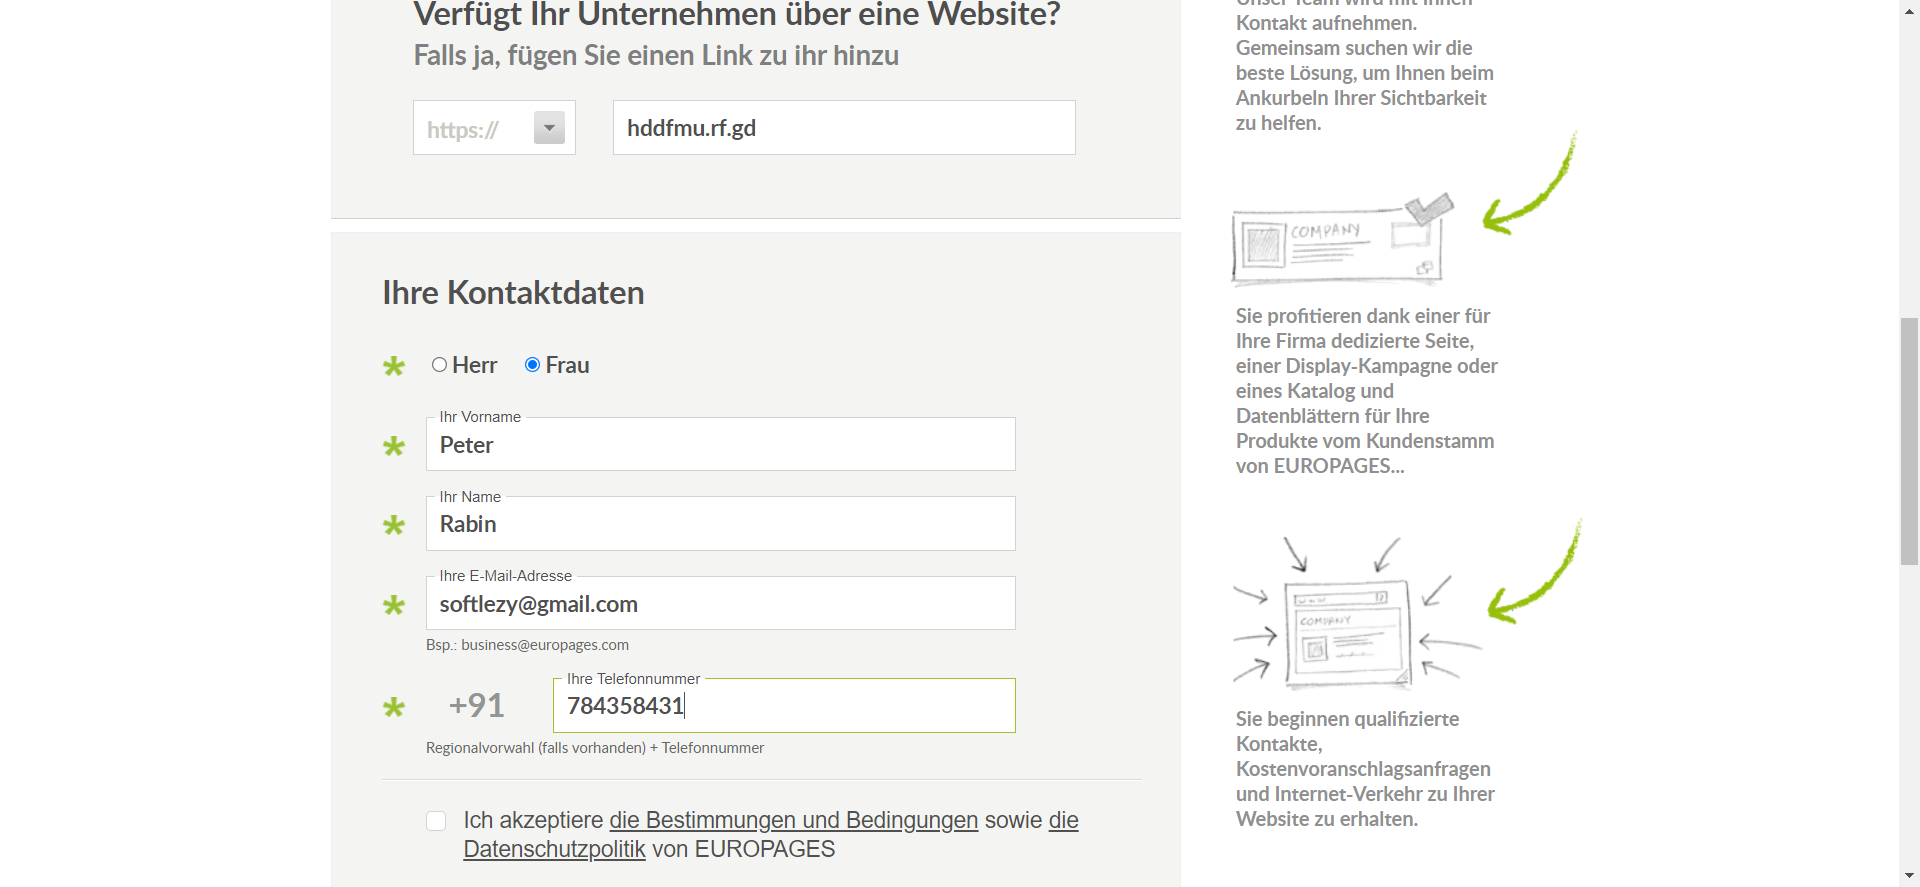 Verfügt Ihr Unternehmen über eine Website?
Falls ja, fügen Sie einen Link zu ihr hinzu
https://
hddfmu.rf.gd
Ihre Kontaktdaten
* Herr Frau
Ihr Vorname
* Peter
Ihr Name
* Rabin
Ihre E-Mail-Adresse
* softlezy@gmail.com
Bsp.: business@europages.com
Ihre Telefonnummer
* +91 784358431
Regionalvorwahl (falls vorhanden) + Telefonnummer
Ich akzeptiere die Bestimmungen und Bedingungen sowie die
Datenschutzpolitik von EUROPAGES
Unser Team wird mit Ihnen
Kontakt aufnehmen.
Gemeinsam suchen wir die
beste Lösung, um Ihnen beim
Ankurbeln Ihrer Sichtbarkeit
zu helfen.
COMPANY
Sie profitieren dank einer für
Ihre Firma dedizierte Seite,
einer Display-Kampagne oder
eines Katalog und
Datenblättern für Ihre
Produkte vom Kundenstamm
von EUROPAGES...
COMPANY
Sie beginnen qualifizierte
Kontakte,
Kostenvoranschlagsanfragen
und Internet-Verkehr zu Ihrer
Website zu erhalten.